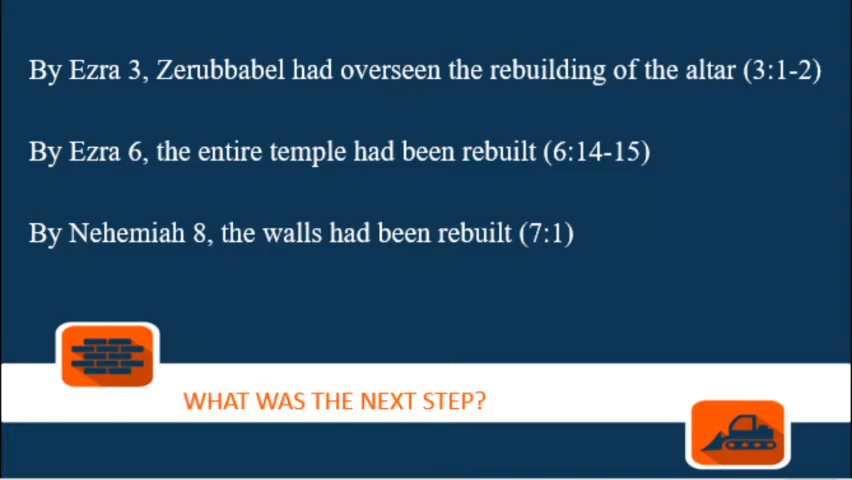 By Ezra 3, Zerubbabel had overseen the rebuilding of the altar (3:1-2)
By Ezra 6, the entire temple had been rebuilt (6:14-15)
By Nehemiah 8, the walls had been rebuilt (7:1)
WHAT WAS THE NEXT STEP?